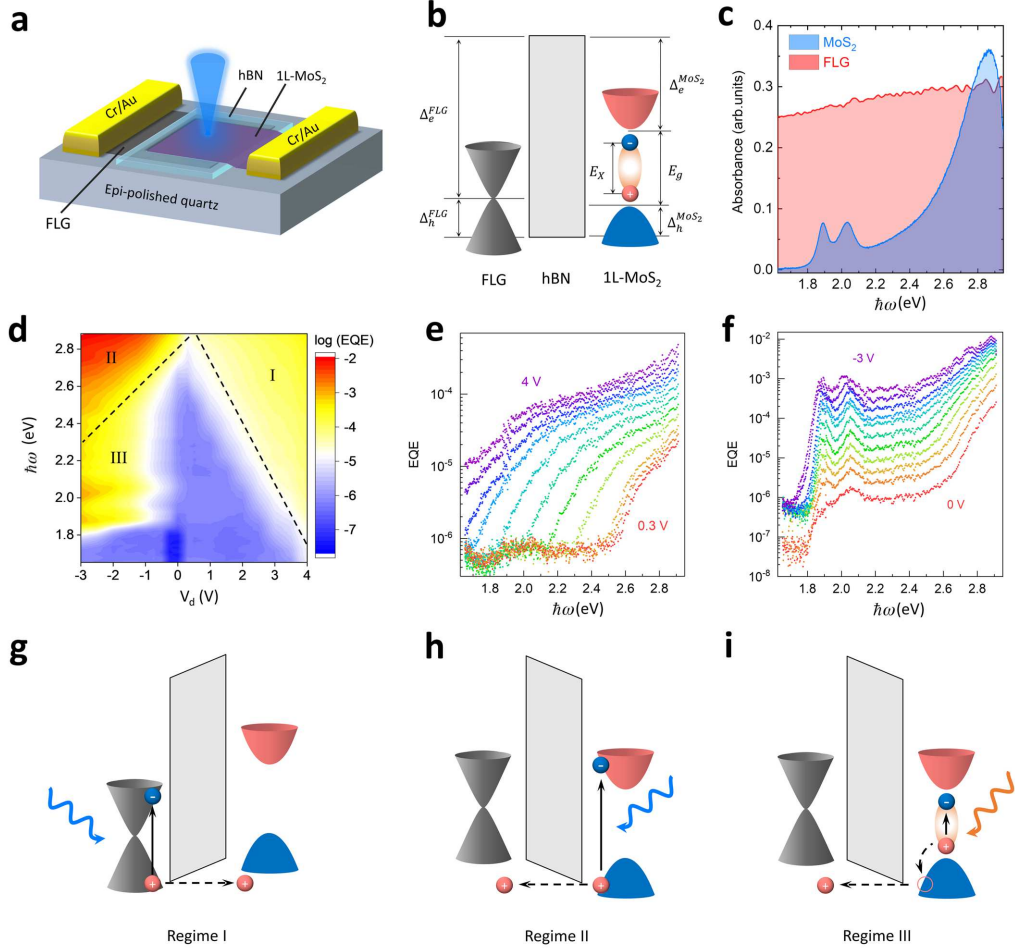 a
hBN
1L-MoS₂
Cr/Au
Cr/Au
Epi-polished quartz
FLG
b
Δₑ^FLG
Δₕ^FLG
Δₑ^MoS₂
E_X
E_g
Δₕ^MoS₂
FLG
hBN
1L-MoS₂
c
MoS₂
FLG
Absorbance (arb.units)
0.4
0.3
0.2
0.1
0.0
1.8 2.0 2.2 2.4 2.6 2.8
ℏω(eV)
d
log (EQE)
I
II
III
ℏω (eV)
2.8
2.6
2.4
2.2
2.0
1.8
-3 -2 -1 0 1 2 3 4
V_d (V)
-2
-3
-4
-5
-6
-7
e
EQE
10⁻⁴
10⁻⁵
10⁻⁶
4 V
0.3 V
1.8 2.0 2.2 2.4 2.6 2.8
ℏω(eV)
f
EQE
10⁻²
10⁻³
10⁻⁴
10⁻⁵
10⁻⁶
10⁻⁷
10⁻⁸
-3 V
0 V
1.8 2.0 2.2 2.4 2.6 2.8
ℏω(eV)
g
−
+
+
Regime I
h
−
+
+
Regime II
i
−
+
+
Regime III